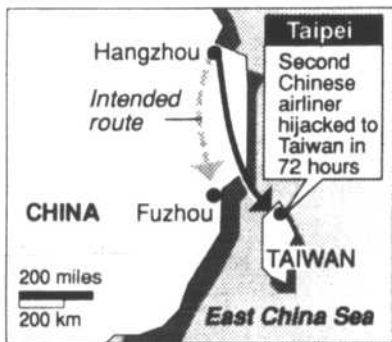 Taipei
Second
Chinese
airliner
hijacked to
Taiwan in
72 hours
Hangzhou
Intended
route
CHINA
Fuzhou
TAIWAN
200 miles
200 km
East China Sea